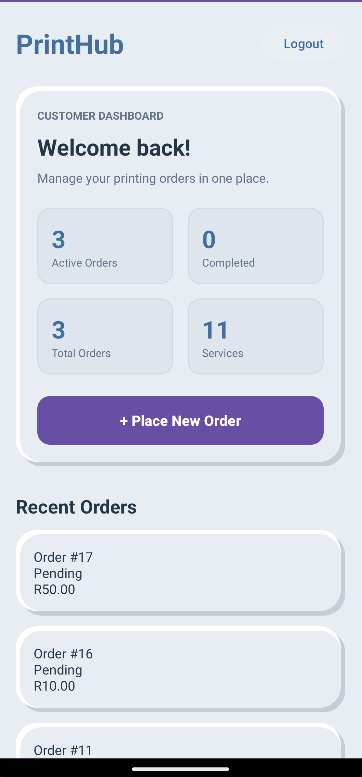 PrintHub
Logout
CUSTOMER DASHBOARD
Welcome back!
Manage your printing orders in one place.
3
Active Orders
0
Completed
3
Total Orders
11
Services
+ Place New Order
Recent Orders
Order #17
Pending
R50.00
Order #16
Pending
R10.00
Order #11